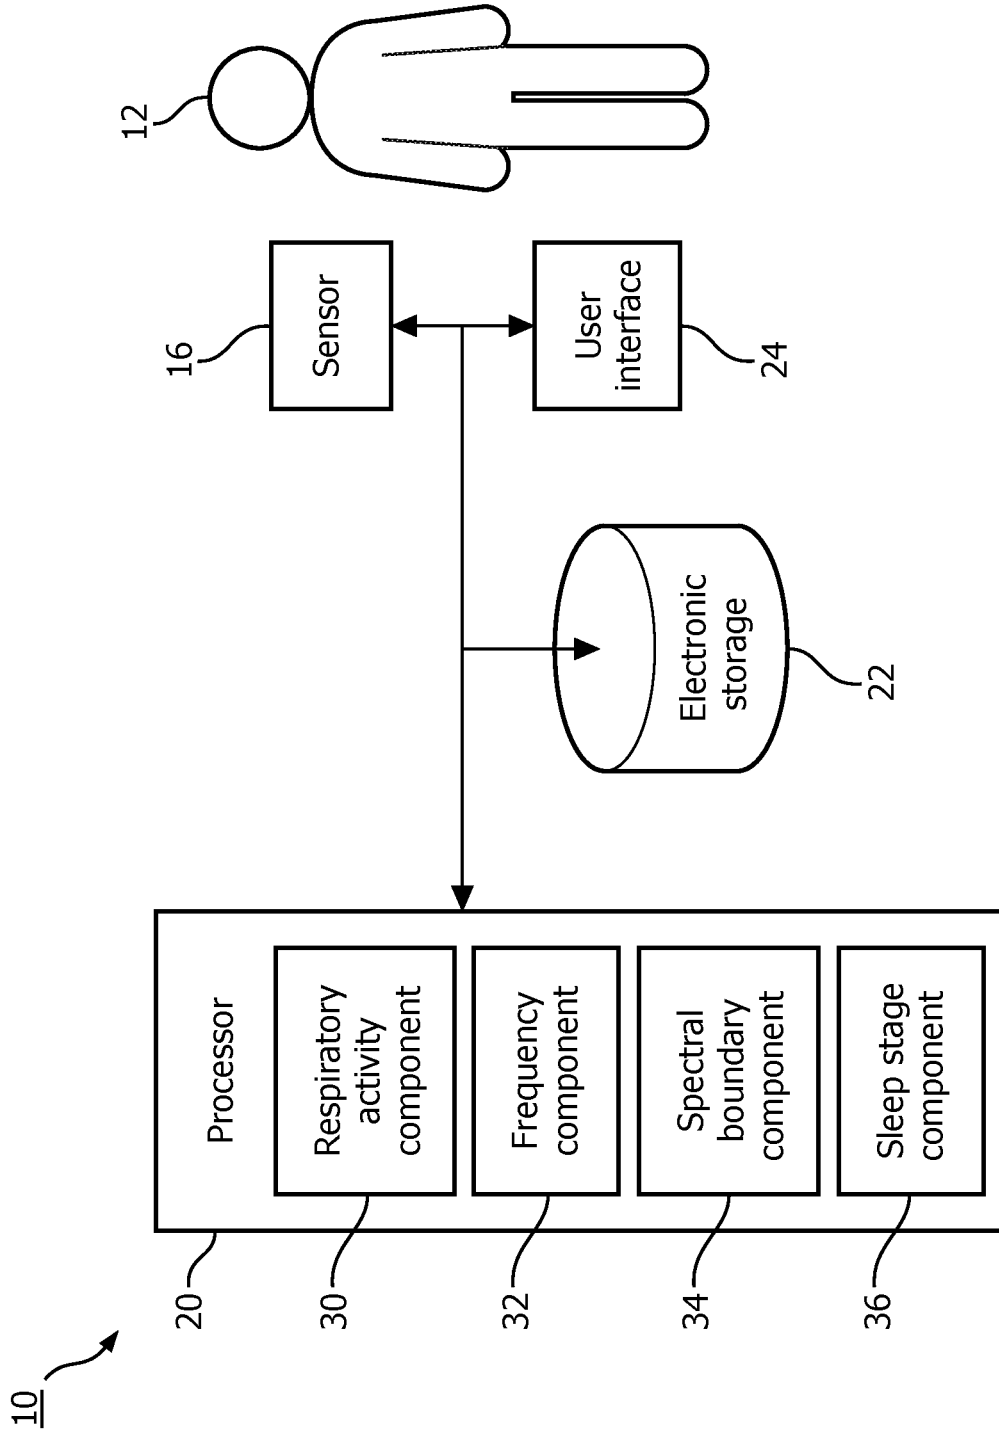 10
20
Processor
30
Respiratory
activity
component
32
Frequency
component
34
Spectral
boundary
component
36
Sleep stage
component
Electronic
storage
22
16
Sensor
User
interface
24
12